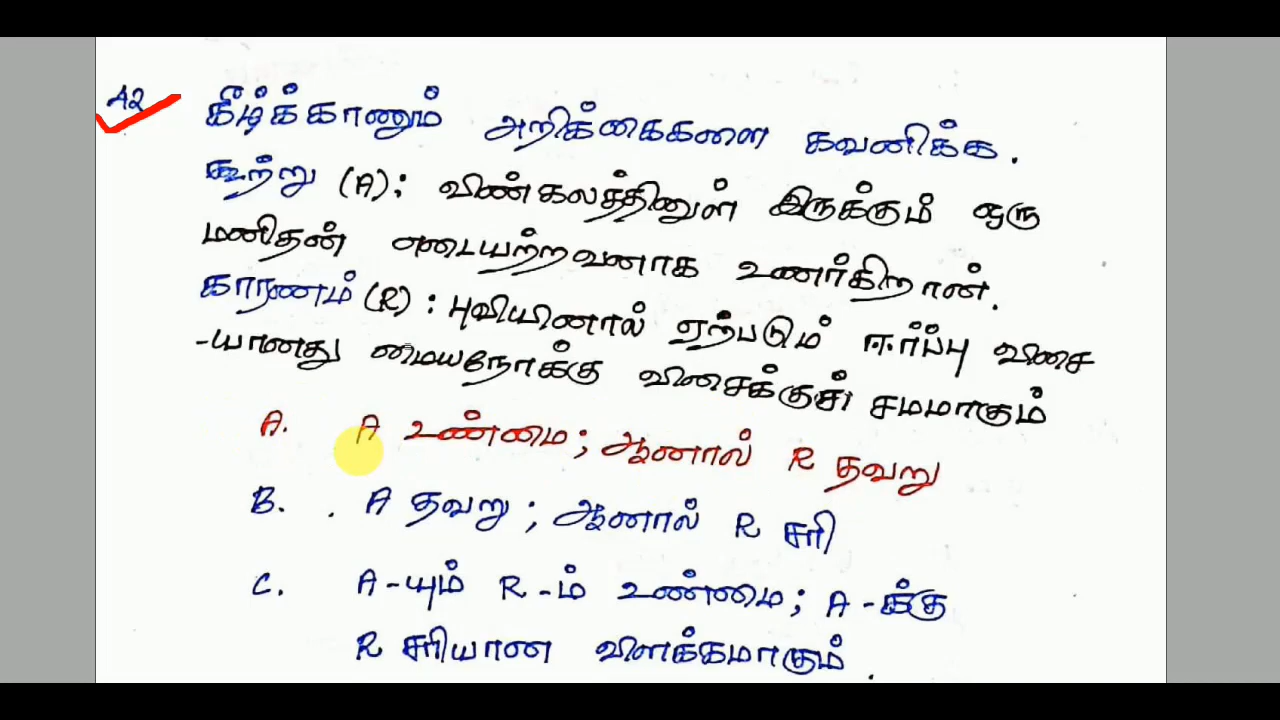 A2 கீழ்க்காணும் அறிக்கைகளை கவனிக்க.
கூற்று (A): விண்கலத்தினுள் இருக்கும் ஒரு
மனிதன் எடையற்றவனாக உணர்கிறான்.
காரணம் (R): புவியினால் ஏற்படும் ஈர்ப்பு விசை
-யானது மையநோக்கு விசைக்குச் சமமாகும்
A. A உண்மை; ஆனால் R தவறு
B. A தவறு; ஆனால் R சரி
C. A-யும் R-ம் உண்மை; A-க்கு
R சரியான விளக்கமாகும்.